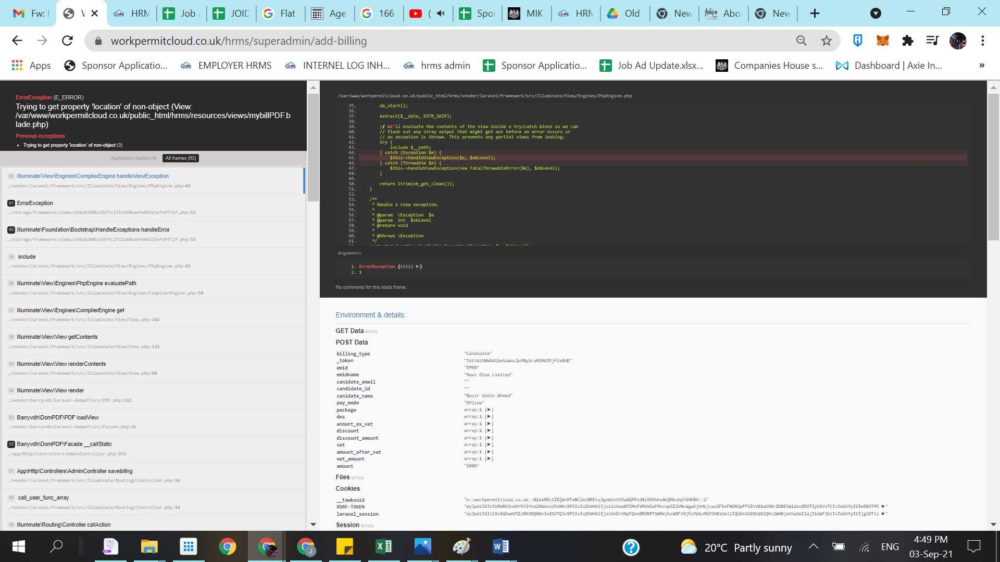 Fw:
HRM
Job
JOID
Flat
Age
166
(
Spo
MIK
HRM
Old
New
Abo
New
workpermitcloud.co.uk/hrms/superadmin/add-billing
Apps
Sponsor Applicatio...
EMPLOYER HRMS
INTERNEL LOG INH...
hrms admin
Sponsor Applicatio...
Job Ad Update.xlsx...
Companies House s...
Dashboard | Axie In...
»
ErrorException (E_ERROR)
Trying to get property 'location' of non-object (View:
/var/www/workpermitcloud.co.uk/public_html/hrms/resources/views/mybillPDF.b
lade.php)
Previous exceptions
• Trying to get property 'location' of non-object (0)
Application frames (4) All frames (63)
62 Illuminate\View\Engines\CompilerEngine handleViewException
…/vendor/laravel/framework/src/Illuminate/View/Engines/PhpEngine.php:45
61 ErrorException
…/storage/framework/views/a56d6308b2397fc2733248ba6fe84515efdff72f.php:53
60 Illuminate\Foundation\Bootstrap\HandleExceptions handleError
…/storage/framework/views/a56d6308b2397fc2733248ba6fe84515efdff72f.php:53
59 include
…/vendor/laravel/framework/src/Illuminate/View/Engines/PhpEngine.php:43
58 Illuminate\View\Engines\PhpEngine evaluatePath
…/vendor/laravel/framework/src/Illuminate/View/Engines/CompilerEngine.php:59
57 Illuminate\View\Engines\CompilerEngine get
…/vendor/laravel/framework/src/Illuminate/View/View.php:142
56 Illuminate\View\View getContents
…/vendor/laravel/framework/src/Illuminate/View/View.php:125
55 Illuminate\View\View renderContents
…/vendor/laravel/framework/src/Illuminate/View/View.php:90
54 Illuminate\View\View render
…/vendor/barryvdh/laravel-dompdf/src/PDF.php:132
53 Barryvdh\DomPDF\PDF loadView
…/vendor/barryvdh/laravel-dompdf/src/Facade.php:31
52 Barryvdh\DomPDF\Facade __callStatic
…/app/Http/Controllers/AdminController.php:373
51 App\Http\Controllers\AdminController savebillng
…/vendor/laravel/framework/src/Illuminate/Routing/Controller.php:54
50 call_user_func_array
…/vendor/laravel/framework/src/Illuminate/Routing/Controller.php:54
49 Illuminate\Routing\Controller callAction
/var/www/workpermitcloud.co.uk/public_html/hrms/vendor/laravel/framework/src/Illuminate/View/Engines/PhpEngine.php
35. ob_start();
36.
37. extract($__data, EXTR_SKIP);
38.
39. // We'll evaluate the contents of the view inside a try/catch block so we can
40. // flush out any stray output that might get out before an error occurs or
41. // an exception is thrown. This prevents any partial views from leaking.
42. try {
43. include $__path;
44. } catch (Exception $e) {
45. $this->handleViewException($e, $obLevel);
46. } catch (Throwable $e) {
47. $this->handleViewException(new FatalThrowableError($e), $obLevel);
48. }
49.
50. return ltrim(ob_get_clean());
51. }
52.
53. /**
54. * Handle a view exception.
55. *
56. * @param \Exception $e
57. * @param int $obLevel
58. * @return void
59. *
60. * @throws \Exception
61. */
Arguments
1. ErrorException {#1112 ▶}
2. 1
No comments for this stack frame.
Environment & details:
GET Data empty
POST Data
billing_type "Candidate"
_token
emid "EM98"
emidname "Maxi Dine Limited"
canidate_email ""
candidate_id ""
canidate_name "Nasir Uddin Ahmed"
pay_mode "Ofline"
package array:1 [▶]
des array:1 [▶]
anount_ex_vat array:1 [▶]
discount array:1 [▶]
discount_amount array:1 [▶]
vat array:1 [▶]
amount_after_vat array:1 [▶]
net_amount array:1 [▶]
amount "1000"
Files empty
Cookies
__tawkuuid
XSRF-TOKEN
laravel_session
Session empty
20°C Partly sunny
ENG
4:49 PM
03-Sep-21